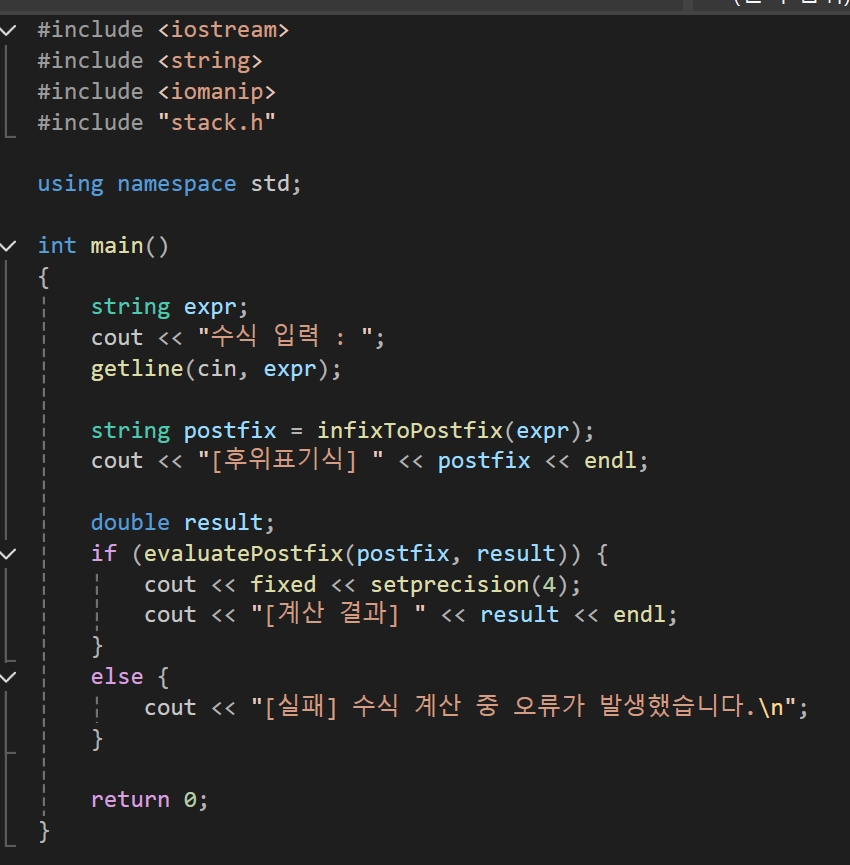 #include <iostream>
#include <string>
#include <iomanip>
#include "stack.h"
using namespace std;
int main()
{
string expr;
cout << "수식 입력 : ";
getline(cin, expr);
string postfix = infixToPostfix(expr);
cout << "[후위표기식] " << postfix << endl;
double result;
if (evaluatePostfix(postfix, result)) {
cout << fixed << setprecision(4);
cout << "[계산 결과] " << result << endl;
}
else {
cout << "[실패] 수식 계산 중 오류가 발생했습니다.\n";
}
return 0;
}